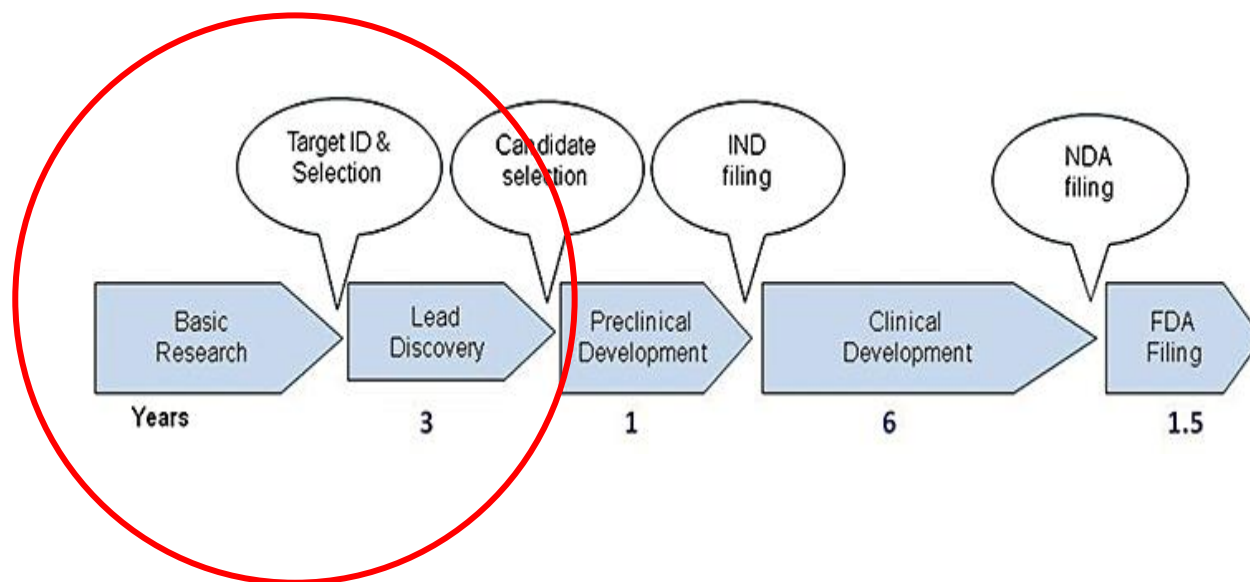 Target ID &
Selection
Candidate
selection
IND
filing
NDA
filing
Basic
Research
Lead
Discovery
Preclinical
Development
Clinical
Development
FDA
Filing
Years
3
1
6
1.5